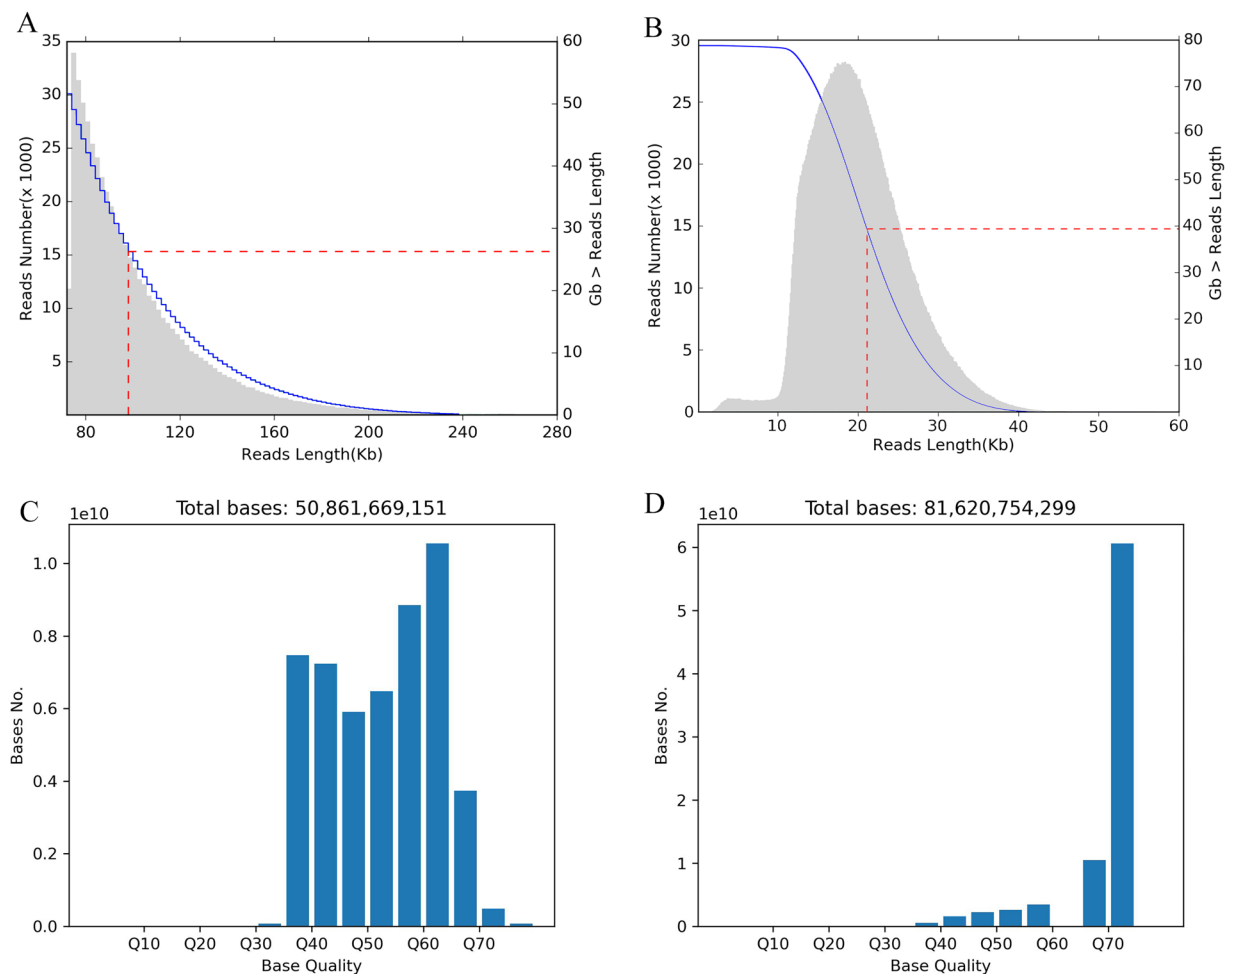 A
35
30
25
20
15
10
5
Reads Number(x 1000)
60
50
40
30
20
10
0
Gb > Reads Length
80
120
160
200
240
280
Reads Length(Kb)
B
30
25
20
15
10
5
0
Reads Number(x 1000)
80
70
60
50
40
30
20
10
Gb > Reads Length
10
20
30
40
50
60
Reads Length(Kb)
C
Total bases: 50,861,669,151
1e10
1.0
0.8
0.6
0.4
0.2
0.0
Bases No.
Q10
Q20
Q30
Q40
Q50
Q60
Q70
Base Quality
D
Total bases: 81,620,754,299
1e10
6
5
4
3
2
1
0
Bases No.
Q10
Q20
Q30
Q40
Q50
Q60
Q70
Base Quality